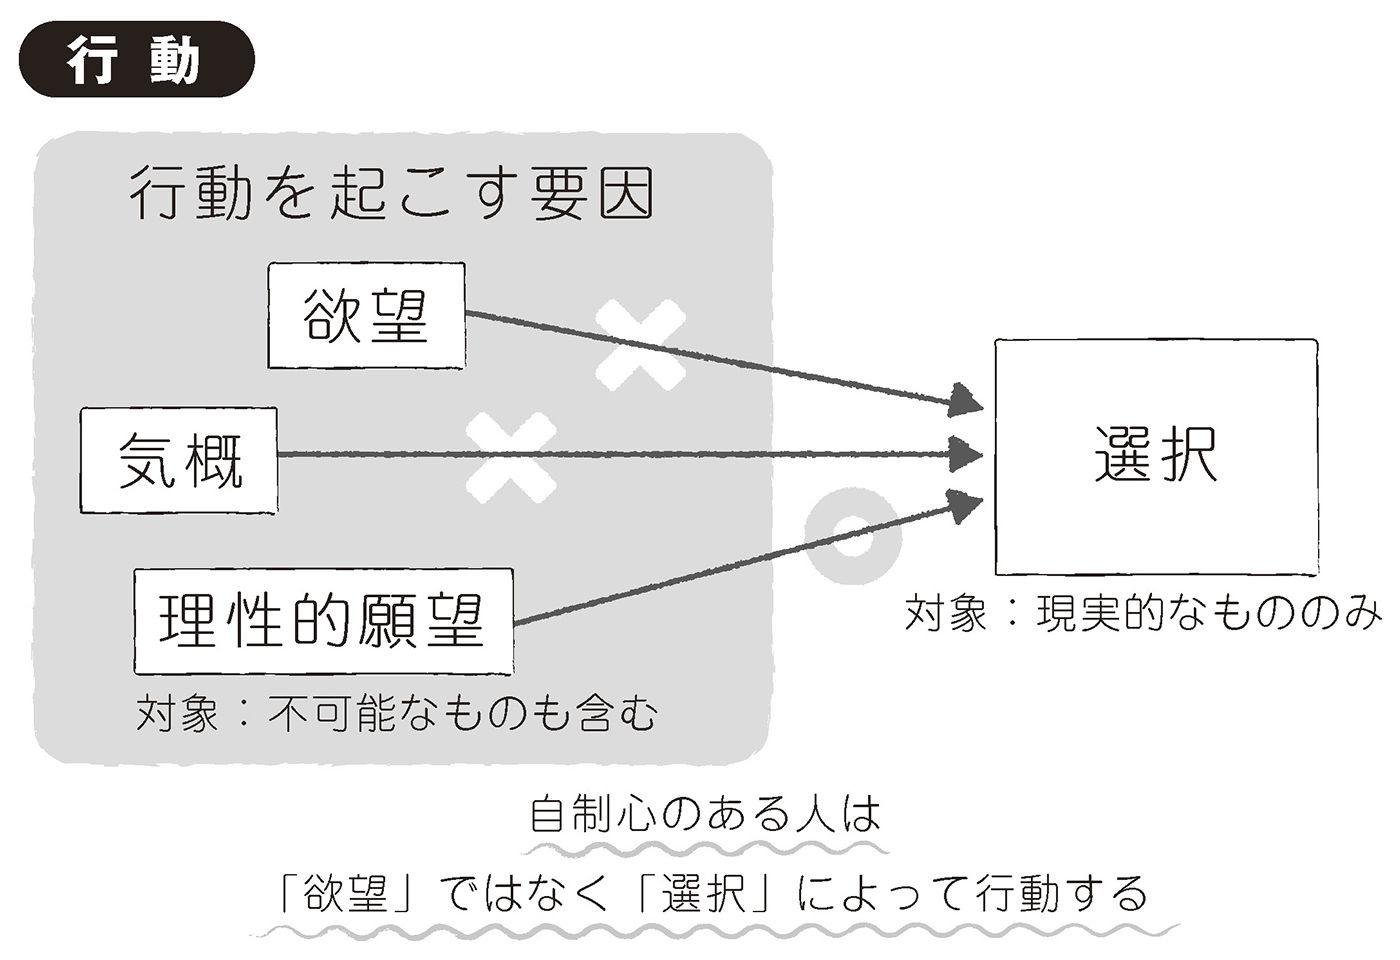 行動
行動を起こす要因
欲望
気概
理性的願望
対象：不可能なものも含む
選択
対象：現実的なもののみ
自制心のある人は
「欲望」ではなく「選択」によって行動する